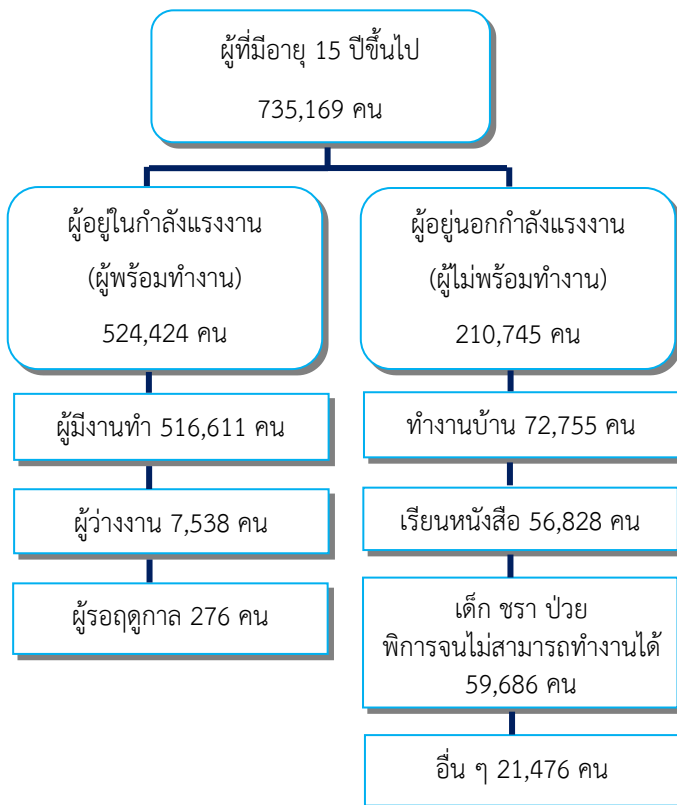 ผู้ที่มีอายุ 15 ปีขึ้นไป
735,169 คน
ผู้อยู่ในกำลังแรงงาน
(ผู้พร้อมทำงาน)
524,424 คน
ผู้มีงานทำ 516,611 คน
ผู้ว่างงาน 7,538 คน
ผู้รอฤดูกาล 276 คน
ผู้อยู่นอกกำลังแรงงาน
(ผู้ไม่พร้อมทำงาน)
210,745 คน
ทำงานบ้าน 72,755 คน
เรียนหนังสือ 56,828 คน
เด็ก ชรา ป่วย
พิการจนไม่สามารถทำงานได้
59,686 คน
อื่น ๆ 21,476 คน